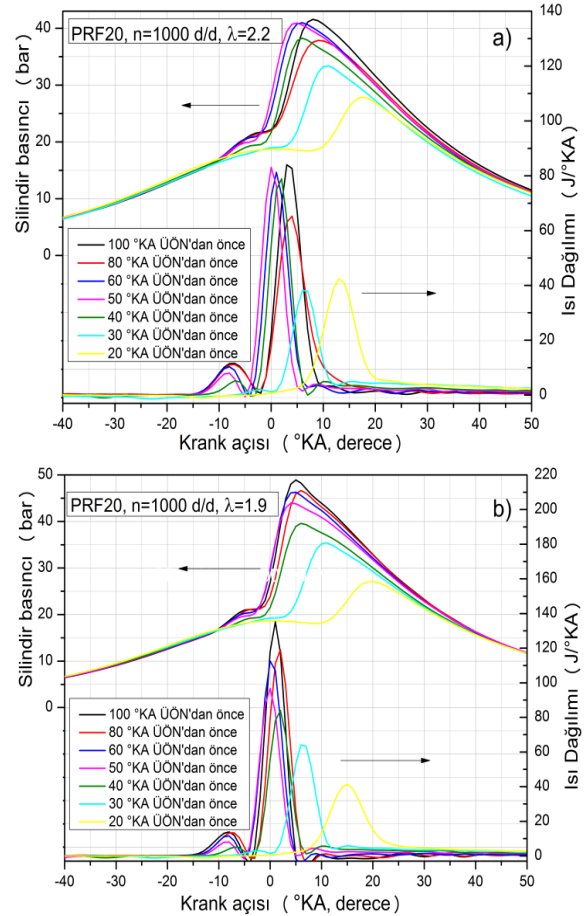 PRF20, n=1000 d/d, λ=2.2
a)
Silindir basıncı ( bar)
40
35
30
25
20
15
10
5
0
140
120
100
80
60
40
20
0
Isı Dağılımı ( J/°KA)
100 °KA ÜÖN'dan önce
80 °KA ÜÖN'dan önce
60 °KA ÜÖN'dan önce
50 °KA ÜÖN'dan önce
40 °KA ÜÖN'dan önce
30 °KA ÜÖN'dan önce
20 °KA ÜÖN'dan önce
-40 -30 -20 -10 0 10 20 30 40 50
Krank açısı ( °KA, derece)
PRF20, n=1000 d/d, λ=1.9
b)
Silindir basıncı ( bar)
50
40
30
20
10
0
220
200
180
160
140
120
100
80
60
40
20
0
Isı Dağılımı ( J/°KA)
100 °KA ÜÖN'dan önce
80 °KA ÜÖN'dan önce
60 °KA ÜÖN'dan önce
50 °KA ÜÖN'dan önce
40 °KA ÜÖN'dan önce
30 °KA ÜÖN'dan önce
20 °KA ÜÖN'dan önce
-40 -30 -20 -10 0 10 20 30 40 50
Krank açısı ( °KA, derece)